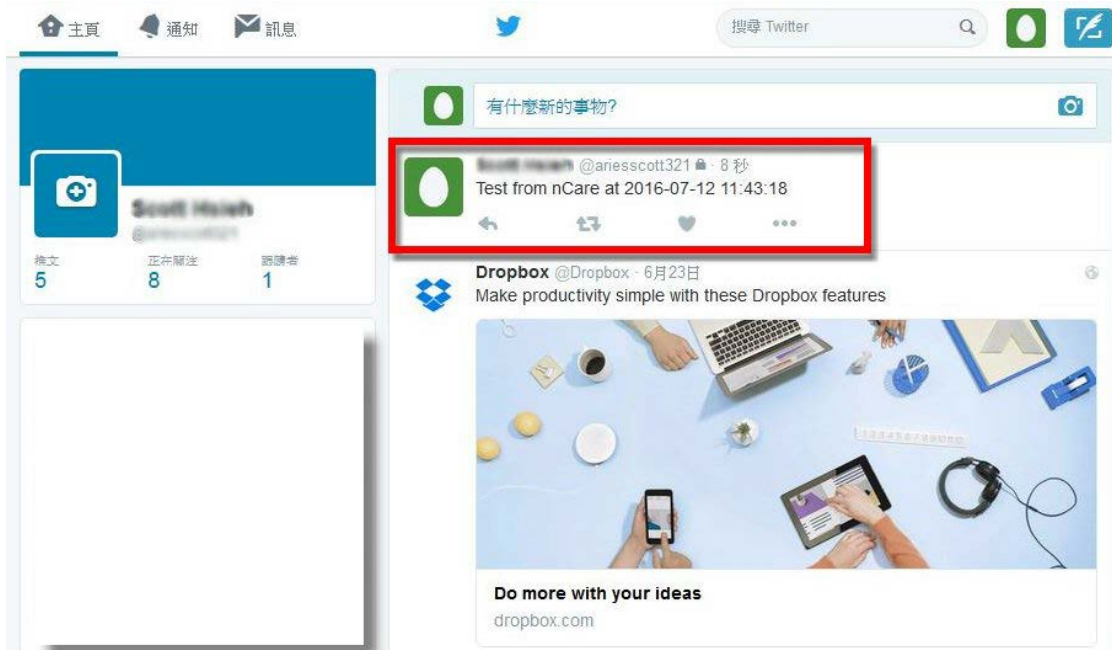 主頁 通知 訊息 搜尋 Twitter
有什麼新的事物?
@ariesscott321 · 8 秒
Test from nCare at 2016-07-12 11:43:18
推文 正在關注 跟隨者
5 8 1
Dropbox @Dropbox · 6月23日
Make productivity simple with these Dropbox features
Do more with your ideas
dropbox.com